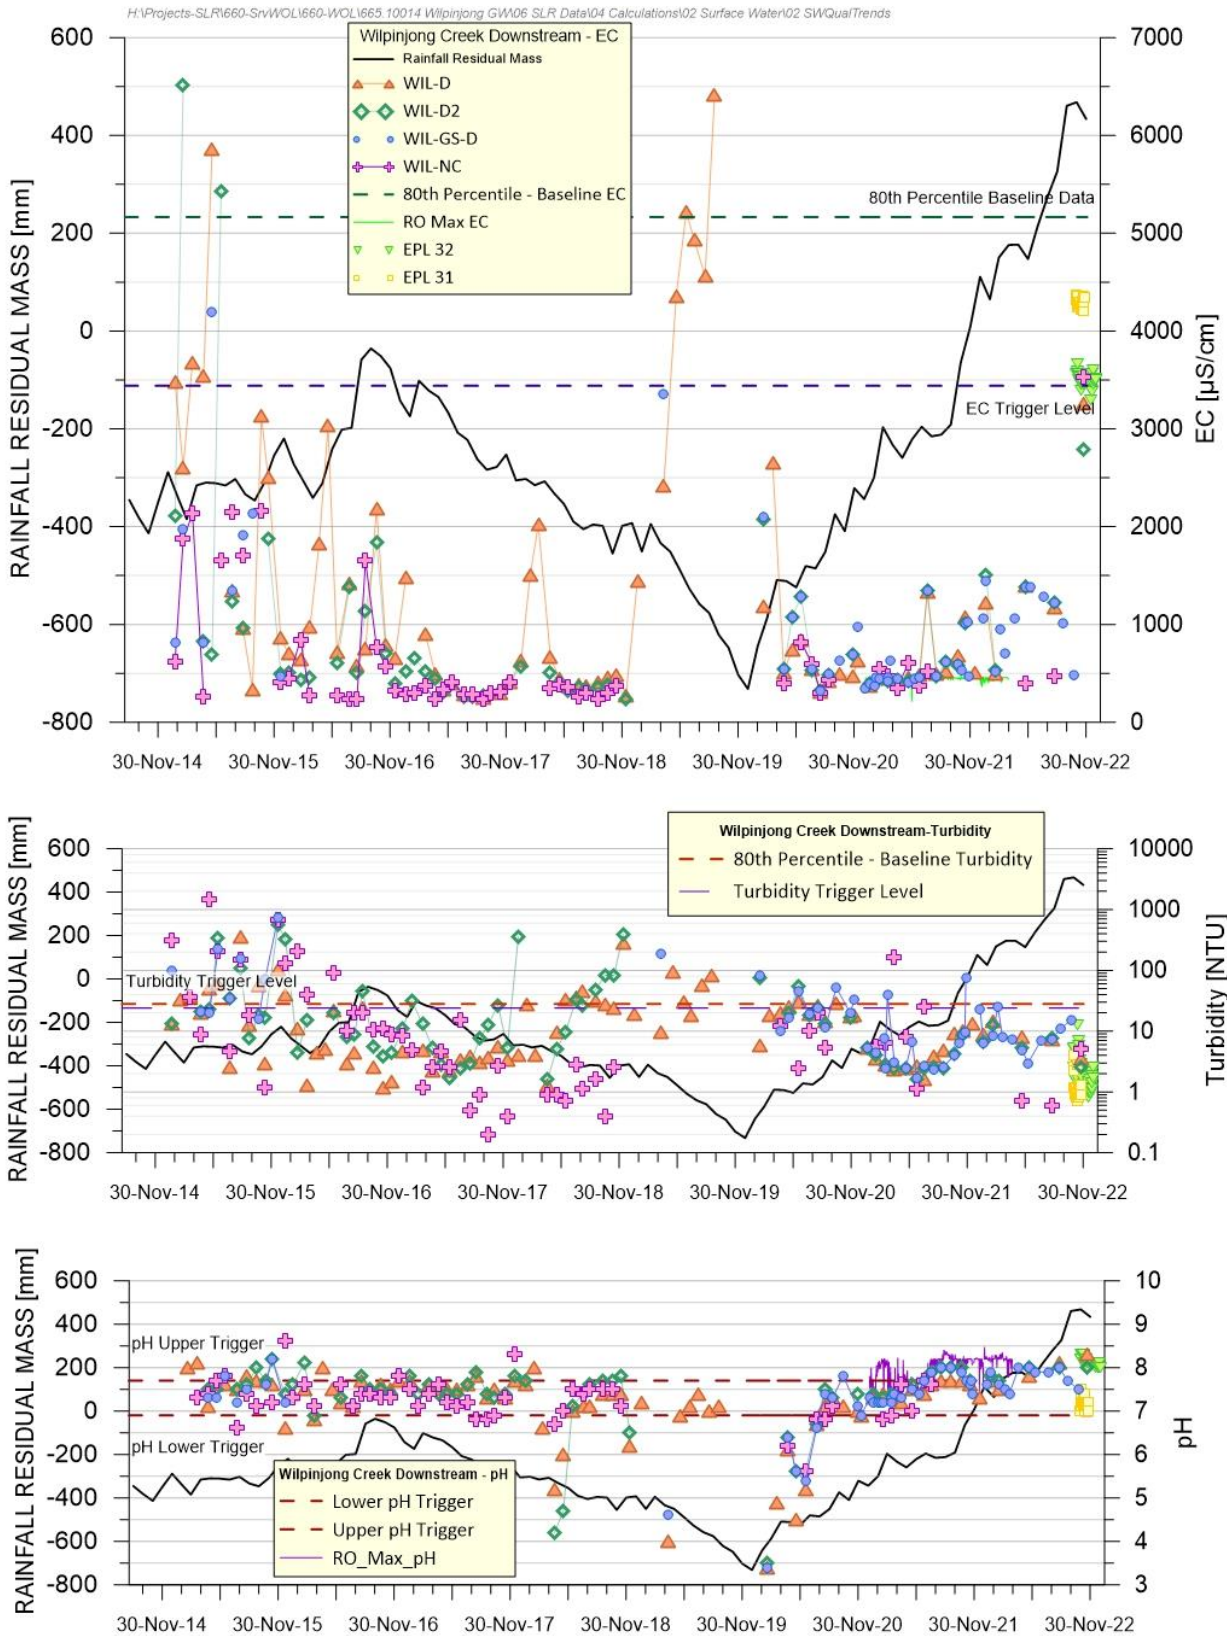 H:\Projects-SLR\660-SrvWOL\660-WOL\665.10014 Wilpinjong GW\06 SLR Data\04 Calculations\02 Surface Water\02 SWQualTrends
Wilpinjong Creek Downstream - EC
Rainfall Residual Mass
WIL-D
WIL-D2
WIL-GS-D
WIL-NC
80th Percentile - Baseline EC
RO Max EC
EPL 32
EPL 31
80th Percentile Baseline Data
EC Trigger Level
RAINFALL RESIDUAL MASS [mm]
600
400
200
0
-200
-400
-600
-800
EC [µS/cm]
7000
6000
5000
4000
3000
2000
1000
0
30-Nov-14 30-Nov-15 30-Nov-16 30-Nov-17 30-Nov-18 30-Nov-19 30-Nov-20 30-Nov-21 30-Nov-22
Wilpinjong Creek Downstream-Turbidity
80th Percentile - Baseline Turbidity
Turbidity Trigger Level
Turbidity Trigger Level
RAINFALL RESIDUAL MASS [mm]
600
400
200
0
-200
-400
-600
-800
Turbidity [NTU]
10000
1000
100
10
1
0.1
30-Nov-14 30-Nov-15 30-Nov-16 30-Nov-17 30-Nov-18 30-Nov-19 30-Nov-20 30-Nov-21 30-Nov-22
pH Upper Trigger
pH Lower Trigger
Wilpinjong Creek Downstream - pH
Lower pH Trigger
Upper pH Trigger
RO_Max_pH
RAINFALL RESIDUAL MASS [mm]
600
400
200
0
-200
-400
-600
-800
pH
10
9
8
7
6
5
4
3
30-Nov-14 30-Nov-15 30-Nov-16 30-Nov-17 30-Nov-18 30-Nov-19 30-Nov-20 30-Nov-21 30-Nov-22